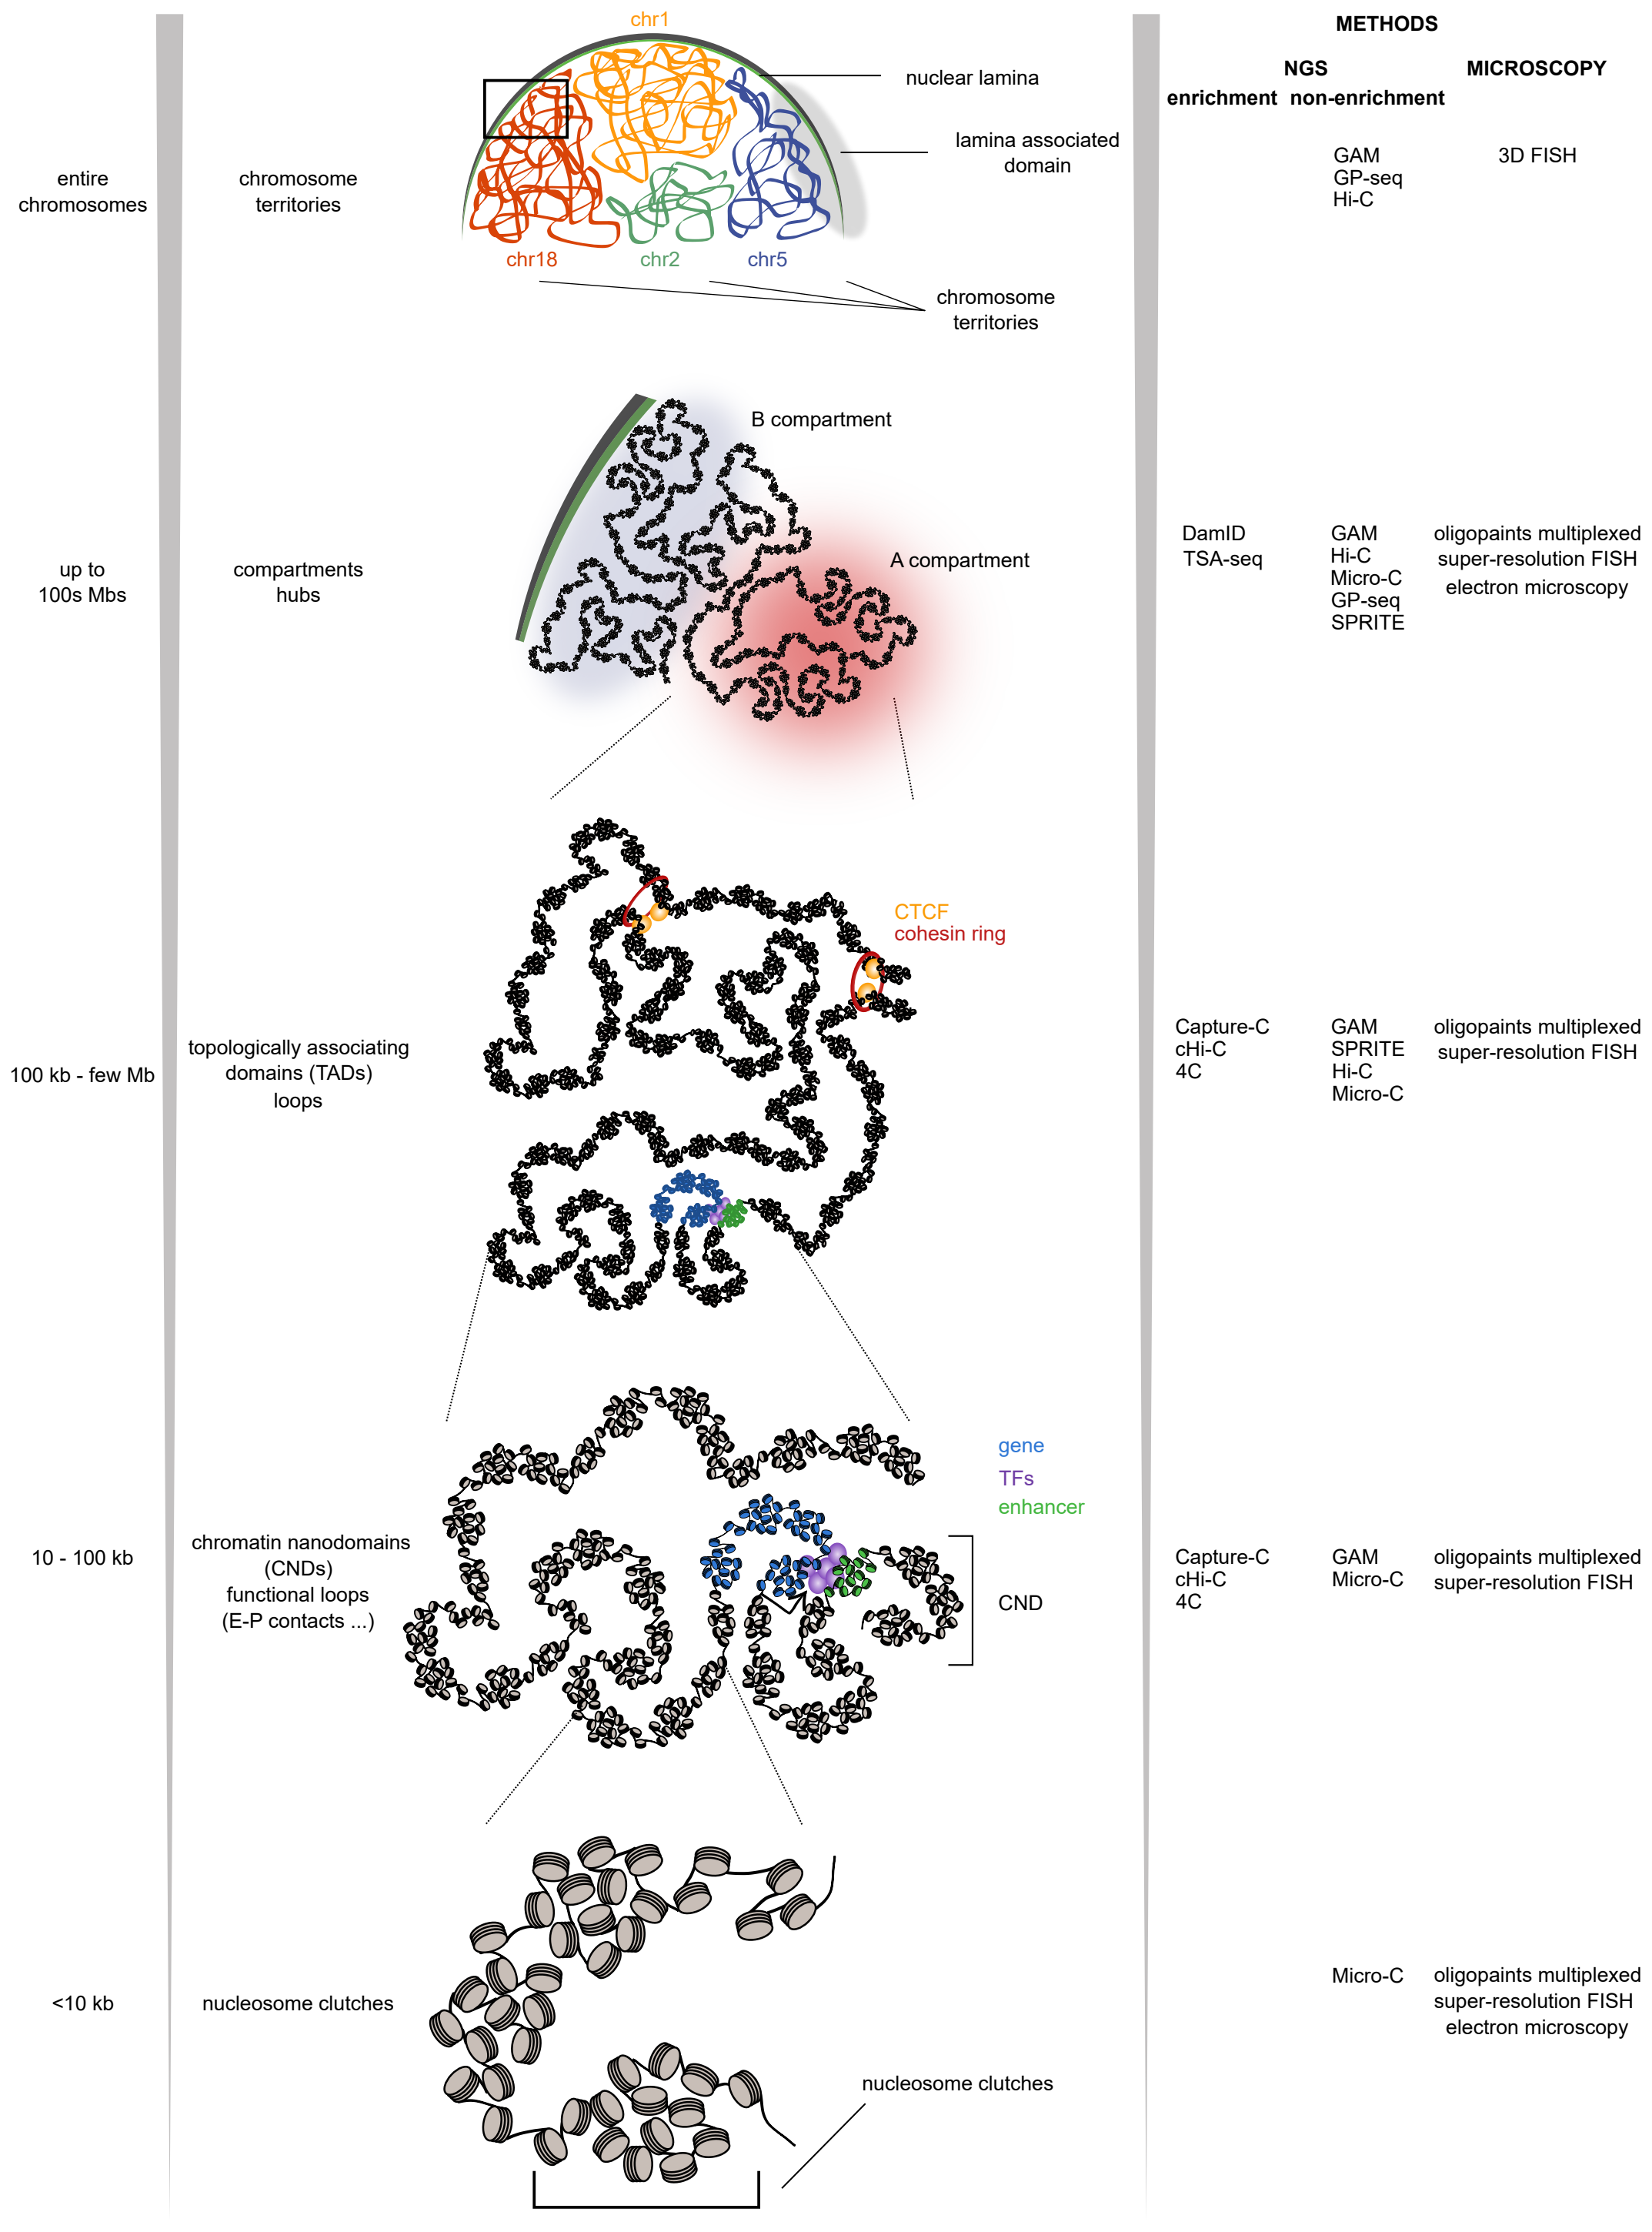 METHODS
NGS
MICROSCOPY
enrichment
non-enrichment
entire
chromosomes
chromosome
territories
chr1
nuclear lamina
lamina associated
domain
chr18
chr2
chr5
chromosome
territories
GAM
GP-seq
Hi-C
3D FISH
up to
100s Mbs
compartments
hubs
B compartment
A compartment
DamID
TSA-seq
GAM
Hi-C
Micro-C
GP-seq
SPRITE
oligopaints multiplexed
super-resolution FISH
electron microscopy
100 kb - few Mb
topologically associating
domains (TADs)
loops
CTCF
cohesin ring
Capture-C
cHi-C
4C
GAM
SPRITE
Hi-C
Micro-C
oligopaints multiplexed
super-resolution FISH
10 - 100 kb
chromatin nanodomains
(CNDs)
functional loops
(E-P contacts ...)
gene
TFs
enhancer
CND
Capture-C
cHi-C
4C
GAM
Micro-C
oligopaints multiplexed
super-resolution FISH
<10 kb
nucleosome clutches
nucleosome clutches
Micro-C
oligopaints multiplexed
super-resolution FISH
electron microscopy